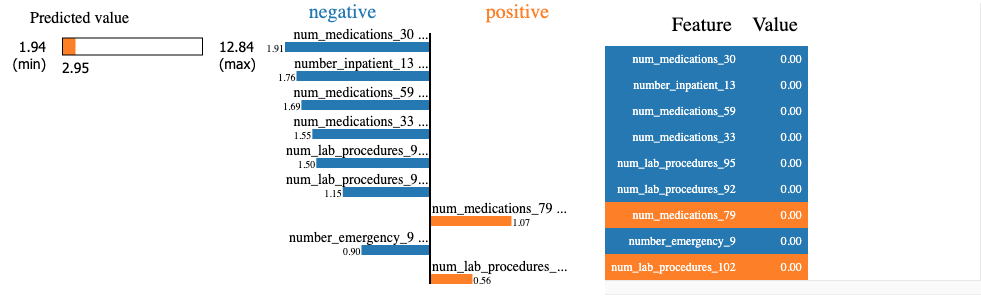 Predicted value
1.94
(min)
2.95
12.84
(max)
negative
positive
num_medications_30 ...
1.91
number_inpatient_13 ...
1.76
num_medications_59 ...
1.69
num_medications_33 ...
1.55
num_lab_procedures_9...
1.50
num_lab_procedures_9...
1.15
num_medications_79 ...
1.07
number_emergency_9 ...
0.90
num_lab_procedures_...
0.56
Feature Value
num_medications_30 0.00
number_inpatient_13 0.00
num_medications_59 0.00
num_medications_33 0.00
num_lab_procedures_95 0.00
num_lab_procedures_92 0.00
num_medications_79 0.00
number_emergency_9 0.00
num_lab_procedures_102 0.00